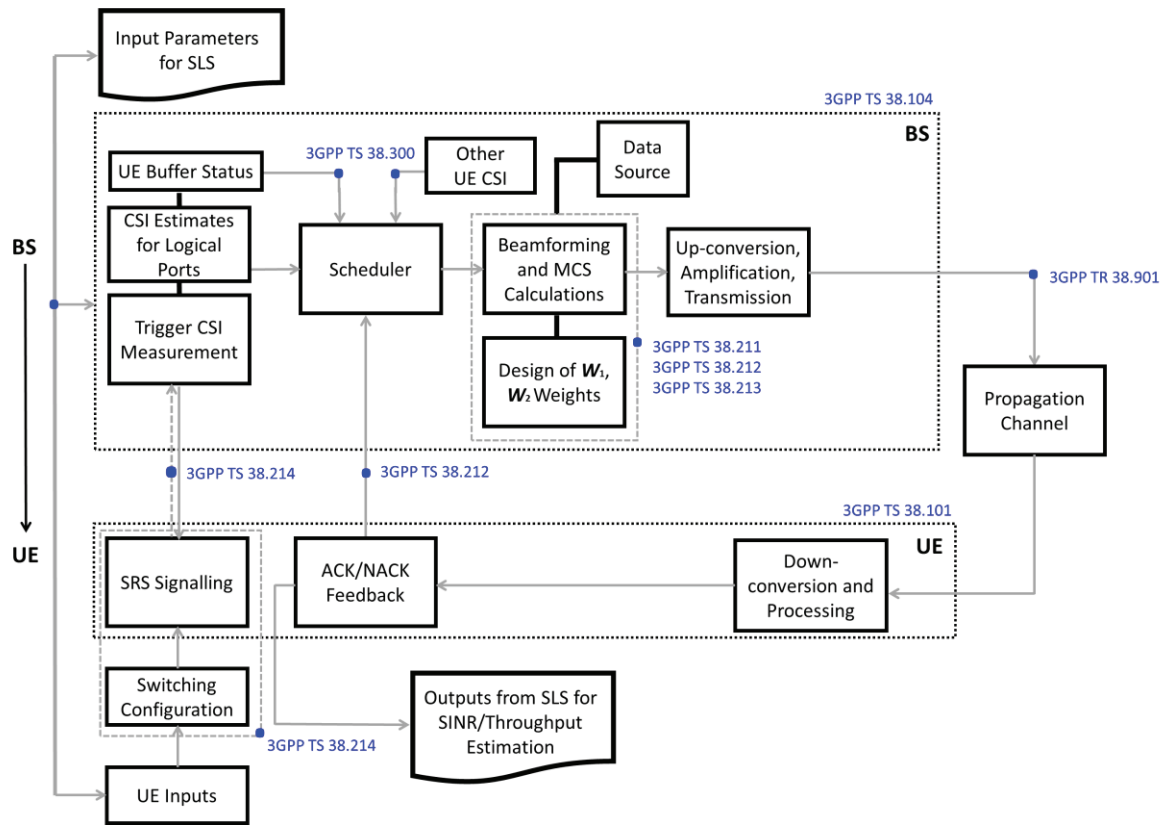 Input Parameters
for SLS
3GPP TS 38.104
BS
UE Buffer Status
3GPP TS 38.300
Other
UE CSI
Data
Source
CSI Estimates
for Logical
Ports
Scheduler
Beamforming
and MCS
Calculations
Up-conversion,
Amplification,
Transmission
3GPP TR 38.901
BS
Trigger CSI
Measurement
Design of W1,
W2 Weights
3GPP TS 38.211
3GPP TS 38.212
3GPP TS 38.213
Propagation
Channel
3GPP TS 38.214
3GPP TS 38.212
3GPP TS 38.101
UE
UE
SRS Signalling
ACK/NACK
Feedback
Down-
conversion and
Processing
Switching
Configuration
Outputs from SLS for
SINR/Throughput
Estimation
3GPP TS 38.214
UE Inputs